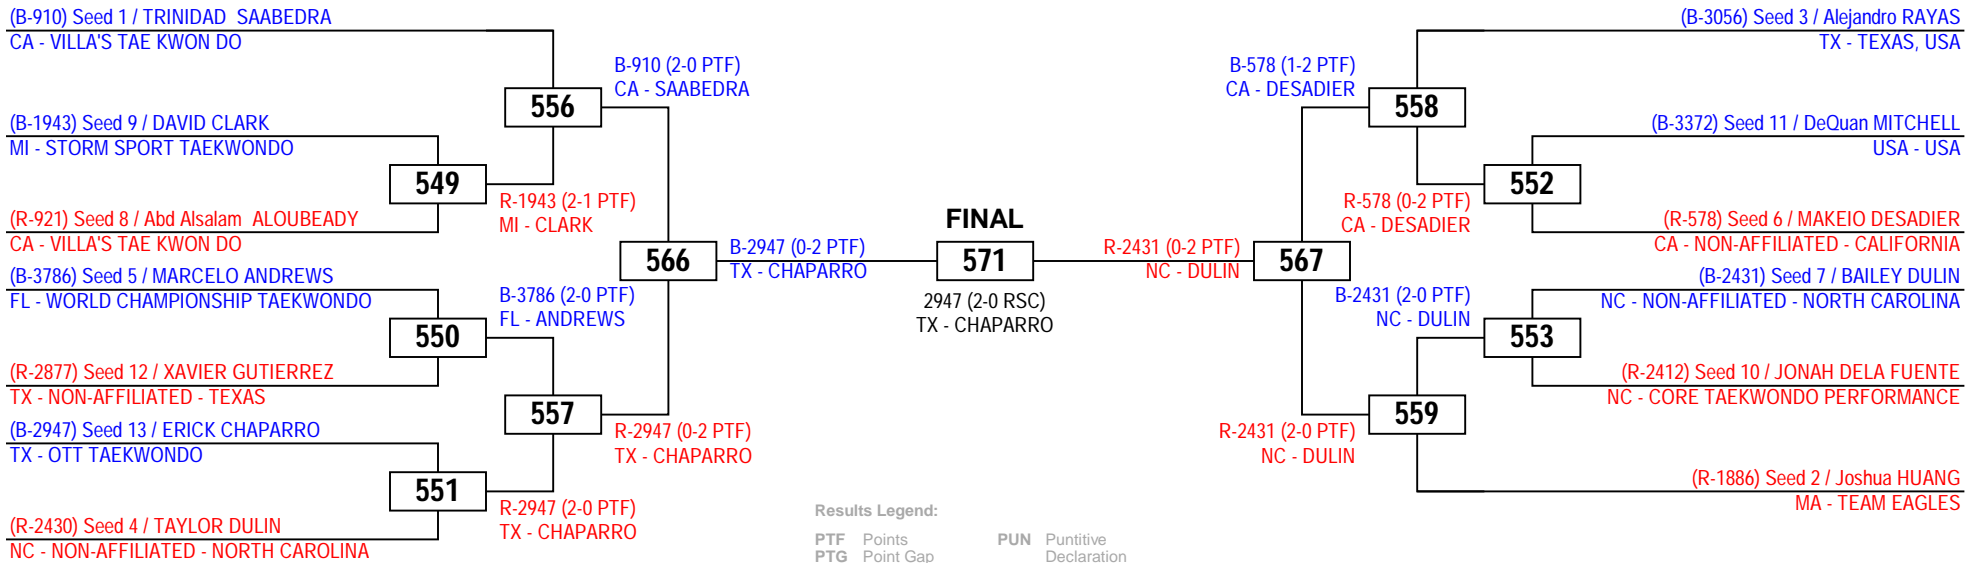 (B-910) Seed 1 / TRINIDAD  SAABEDRA
CA - VILLA'S TAE KWON DO
(B-1943) Seed 9 / DAVID CLARK
MI - STORM SPORT TAEKWONDO
(R-921) Seed 8 / Abd Alsalam  ALOUBEADY
CA - VILLA'S TAE KWON DO
(B-3786) Seed 5 / MARCELO ANDREWS
FL - WORLD CHAMPIONSHIP TAEKWONDO
(R-2877) Seed 12 / XAVIER GUTIERREZ
TX - NON-AFFILIATED - TEXAS
(B-2947) Seed 13 / ERICK CHAPARRO
TX - OTT TAEKWONDO
(R-2430) Seed 4 / TAYLOR DULIN
NC - NON-AFFILIATED - NORTH CAROLINA
549
550
551
R-1943 (2-1 PTF)
MI - CLARK
B-3786 (2-0 PTF)
FL - ANDREWS
R-2947 (2-0 PTF)
TX - CHAPARRO
556
557
B-910 (2-0 PTF)
CA - SAABEDRA
R-2947 (0-2 PTF)
TX - CHAPARRO
566
B-2947 (0-2 PTF)
TX - CHAPARRO
FINAL
571
2947 (2-0 RSC)
TX - CHAPARRO
R-2431 (0-2 PTF)
NC - DULIN
567
B-578 (1-2 PTF)
CA - DESADIER
R-2431 (2-0 PTF)
NC - DULIN
558
559
R-578 (0-2 PTF)
CA - DESADIER
B-2431 (2-0 PTF)
NC - DULIN
552
553
(B-3056) Seed 3 / Alejandro RAYAS
TX - TEXAS, USA
(B-3372) Seed 11 / DeQuan MITCHELL
USA - USA
(R-578) Seed 6 / MAKEIO DESADIER
CA - NON-AFFILIATED - CALIFORNIA
(B-2431) Seed 7 / BAILEY DULIN
NC - NON-AFFILIATED - NORTH CAROLINA
(R-2412) Seed 10 / JONAH DELA FUENTE
NC - CORE TAEKWONDO PERFORMANCE
(R-1886) Seed 2 / Joshua HUANG
MA - TEAM EAGLES
Results Legend:
PTF Points
PTG Point Gap
PUN Puntitive
Declaration